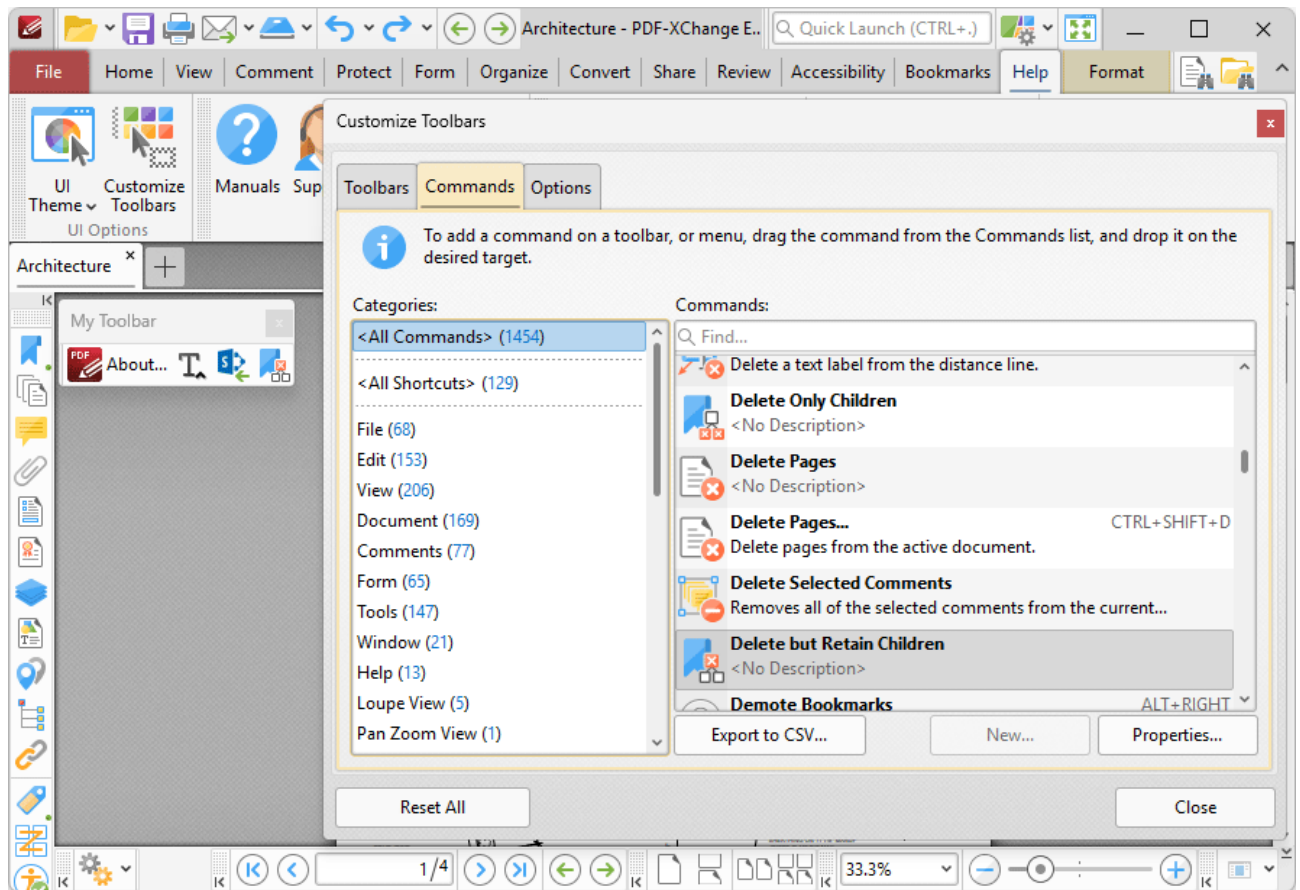 Architecture - PDF-XChange E..
Quick Launch (CTRL+.)
File Home View Comment Protect Form Organize Convert Share Review Accessibility Bookmarks Help Format
UI Theme
Customize Toolbars
Manuals
Sup
UI Options
Architecture ×
My Toolbar
x
PDF
About...
Customize Toolbars
x
Toolbars Commands Options
To add a command on a toolbar, or menu, drag the command from the Commands list, and drop it on the
desired target.
Categories:
<All Commands> (1454)
<All Shortcuts> (129)
File (68)
Edit (153)
View (206)
Document (169)
Comments (77)
Form (65)
Tools (147)
Window (21)
Help (13)
Loupe View (5)
Pan Zoom View (1)
Commands:
Find...
Delete a text label from the distance line.
Delete Only Children
<No Description>
Delete Pages
<No Description>
Delete Pages... CTRL+SHIFT+D
Delete pages from the active document.
Delete Selected Comments
Removes all of the selected comments from the current...
Delete but Retain Children
<No Description>
Demote Bookmarks ALT+RIGHT
Export to CSV... New... Properties...
Reset All Close
1/4
33.3%